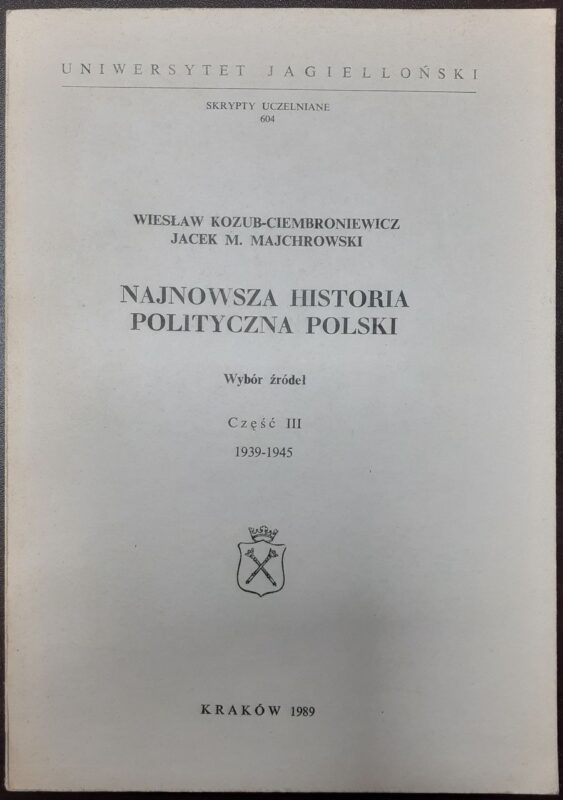 UNIWERSYTET JAGIELLOŃSKI
SKRYPTY UCZELNIANE
604
WIESŁAW KOZUB-CIEMBRONIEWICZ
JACEK M. MAJCHROWSKI
NAJNOWSZA HISTORIA
POLITYCZNA POLSKI
Wybór źródeł
Część III
1939-1945
KRAKÓW 1989